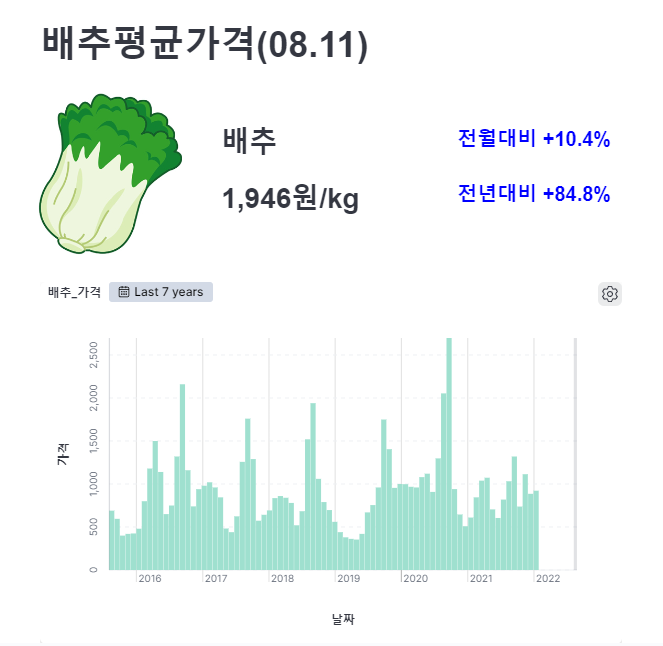 배추평균가격(08.11)
배추
전월대비 +10.4%
1,946원/kg
전년대비 +84.8%
배추_가격
Last 7 years
2,500
2,000
1,500
1,000
500
0
가격
2016
2017
2018
2019
2020
2021
2022
날짜